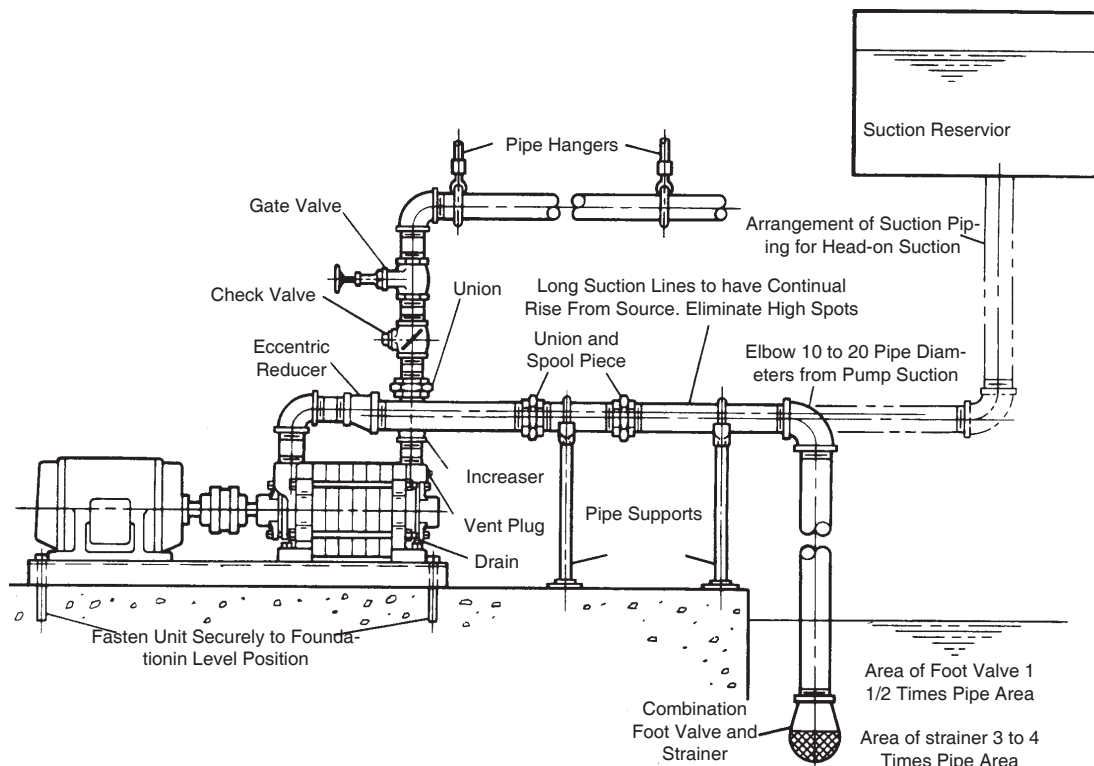 Suction Reservior
Pipe Hangers
Gate Valve
Arrangement of Suction Pip-
ing for Head-on Suction
Check Valve
Union
Long Suction Lines to have Continual
Rise From Source. Eliminate High Spots
Eccentric
Reducer
Union and
Spool Piece
Elbow 10 to 20 Pipe Diam-
eters from Pump Suction
Increaser
Vent Plug
Pipe Supports
Drain
Fasten Unit Securely to Founda-
tionin Level Position
Area of Foot Valve 1
1/2 Times Pipe Area
Combination
Foot Valve and
Strainer
Area of strainer 3 to 4
Times Pipe Area